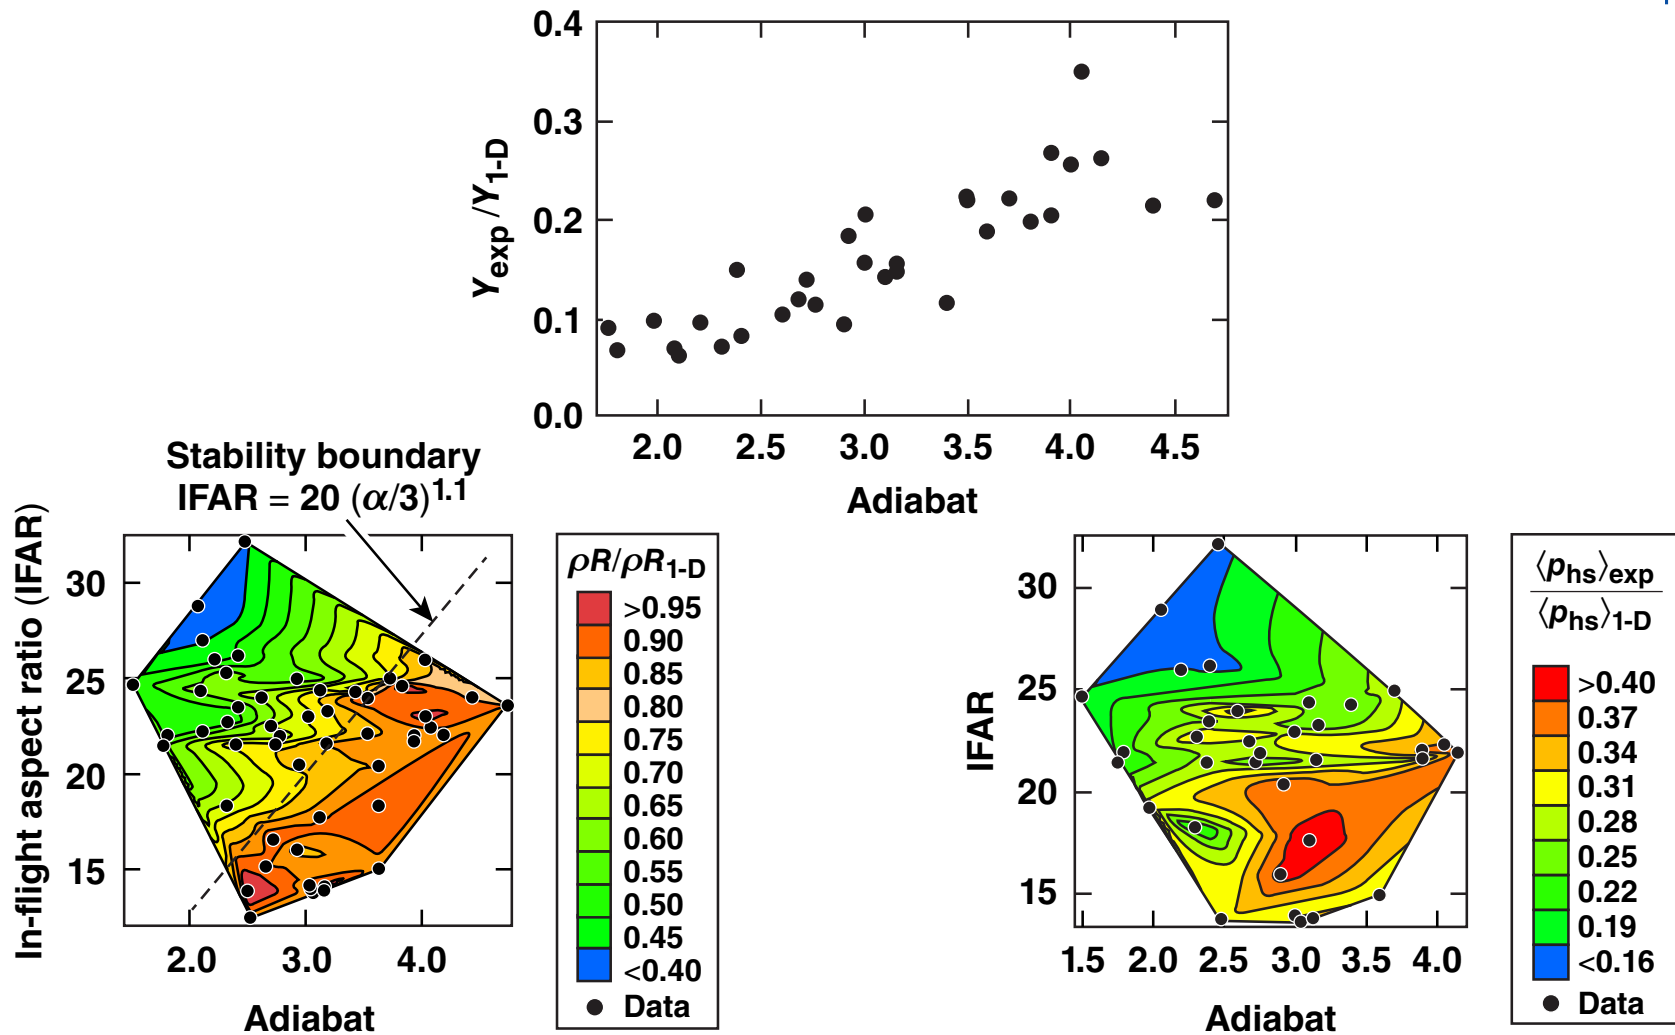 0.4
0.3
0.2
0.1
0.0
Yexp/Y1-D
2.0 2.5 3.0 3.5 4.0 4.5
Adiabat
Stability boundary
IFAR = 20 (α/3)^1.1
In-flight aspect ratio (IFAR)
30
25
20
15
2.0 3.0 4.0
Adiabat
ρR/ρR1-D
>0.95
0.90
0.85
0.80
0.75
0.70
0.65
0.60
0.55
0.50
0.45
<0.40
Data
IFAR
30
25
20
15
1.5 2.0 2.5 3.0 3.5 4.0
Adiabat
⟨phs⟩exp
⟨phs⟩1-D
>0.40
0.37
0.34
0.31
0.28
0.25
0.22
0.19
<0.16
Data